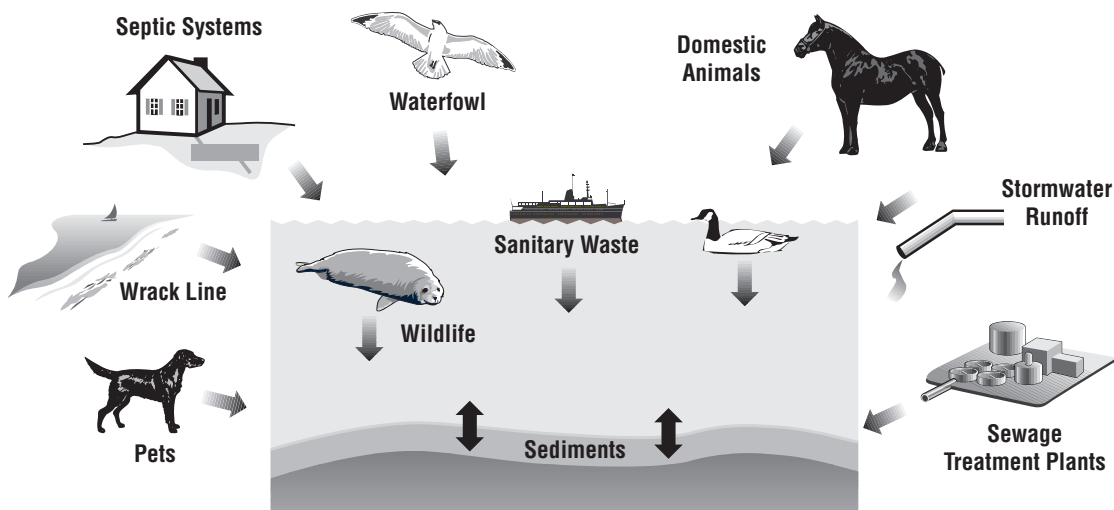 Septic Systems
Waterfowl
Domestic
Animals
Stormwater
Runoff
Sanitary Waste
Wrack Line
Wildlife
Pets
Sediments
Sewage
Treatment Plants